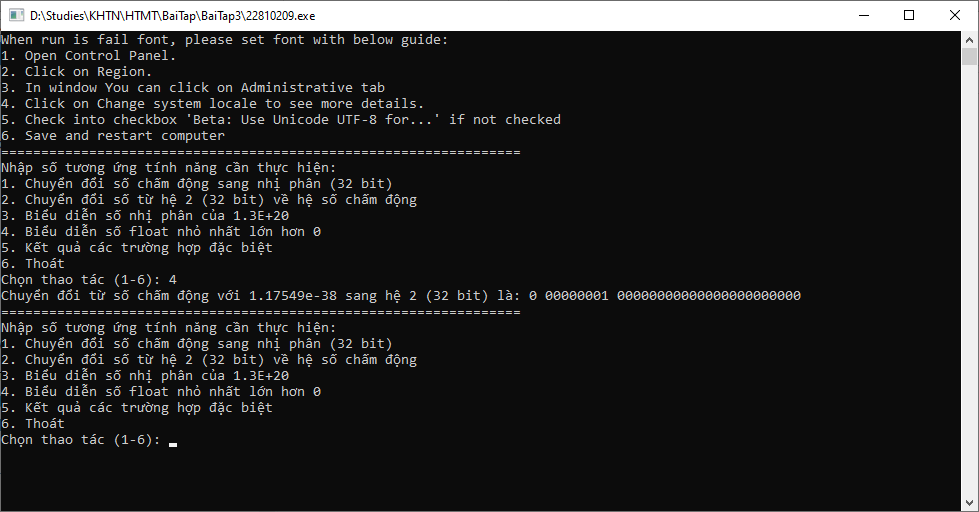 D:\Studies\KHTN\HTMT\BaiTap\BaiTap3\22810209.exe
When run is fail font, please set font with below guide:
1. Open Control Panel.
2. Click on Region.
3. In window You can click on Administrative tab
4. Click on Change system locale to see more details.
5. Check into checkbox 'Beta: Use Unicode UTF-8 for...' if not checked
6. Save and restart computer
=================================================================
Nhập số tương ứng tính năng cần thực hiện:
1. Chuyển đổi số chấm động sang nhị phân (32 bit)
2. Chuyển đổi số từ hệ 2 (32 bit) về hệ số chấm động
3. Biểu diễn số nhị phân của 1.3E+20
4. Biểu diễn số float nhỏ nhất lớn hơn 0
5. Kết quả các trường hợp đặc biệt
6. Thoát
Chọn thao tác (1-6): 4
Chuyển đổi từ số chấm động với 1.17549e-38 sang hệ 2 (32 bit) là: 0 00000001 00000000000000000000000
=================================================================
Nhập số tương ứng tính năng cần thực hiện:
1. Chuyển đổi số chấm động sang nhị phân (32 bit)
2. Chuyển đổi số từ hệ 2 (32 bit) về hệ số chấm động
3. Biểu diễn số nhị phân của 1.3E+20
4. Biểu diễn số float nhỏ nhất lớn hơn 0
5. Kết quả các trường hợp đặc biệt
6. Thoát
Chọn thao tác (1-6):